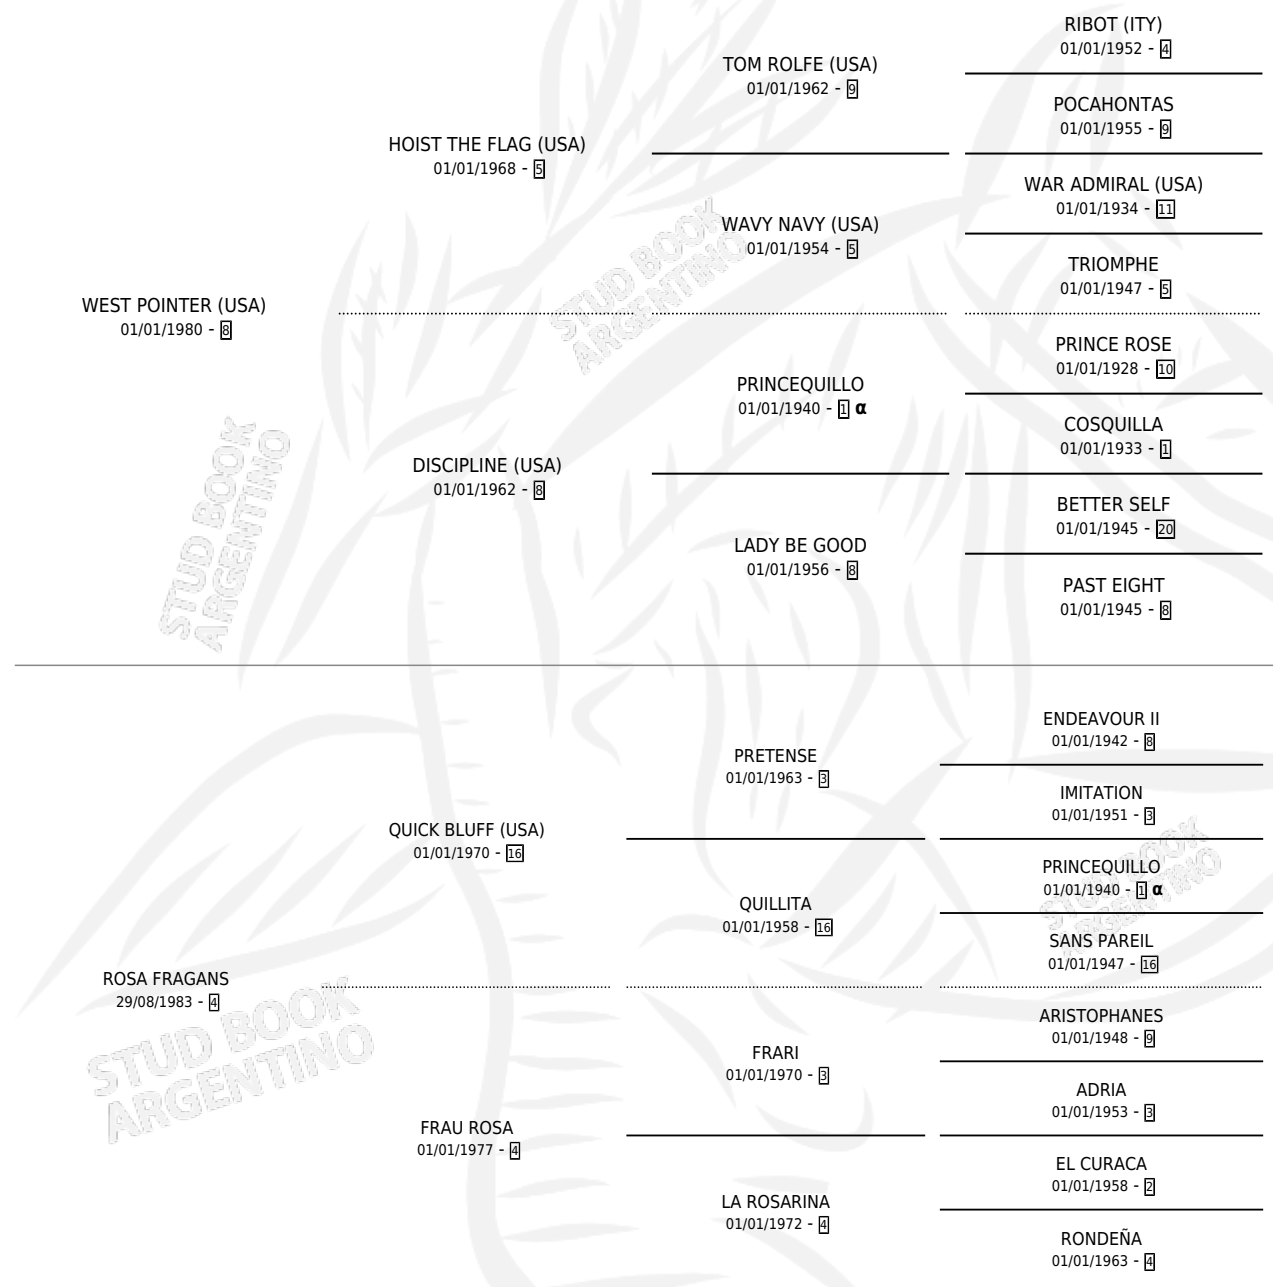 RIBOT (ITY)
01/01/1952 - 4
TOM ROLFE (USA)
01/01/1962 - 9
POCAHONTAS
01/01/1955 - 9
HOIST THE FLAG (USA)
01/01/1968 - 5
WAR ADMIRAL (USA)
01/01/1934 - 11
WAVY NAVY (USA)
01/01/1954 - 5
TRIOMPHE
01/01/1947 - 5
WEST POINTER (USA)
01/01/1980 - 8
PRINCE ROSE
01/01/1928 - 10
PRINCEQUILLO
01/01/1940 - 1 α
COSQUILLA
01/01/1933 - 1
DISCIPLINE (USA)
01/01/1962 - 8
BETTER SELF
01/01/1945 - 20
LADY BE GOOD
01/01/1956 - 8
PAST EIGHT
01/01/1945 - 8
ENDEAVOUR II
01/01/1942 - 8
PRETENSE
01/01/1963 - 3
IMITATION
01/01/1951 - 3
QUICK BLUFF (USA)
01/01/1970 - 16
PRINCEQUILLO
01/01/1940 - 1 α
QUILLITA
01/01/1958 - 16
SANS PAREIL
01/01/1947 - 16
ROSA FRAGANS
29/08/1983 - 4
ARISTOPHANES
01/01/1948 - 9
FRARI
01/01/1970 - 3
ADRIA
01/01/1953 - 3
FRAU ROSA
01/01/1977 - 4
EL CURACA
01/01/1958 - 2
LA ROSARINA
01/01/1972 - 4
RONDEÑA
01/01/1963 - 4
STUD BOOK
ARGENTINO
STUD BOOK
ARGENTINO
STUD BOOK
ARGENTINO
STUD BOOK
ARGENTINO